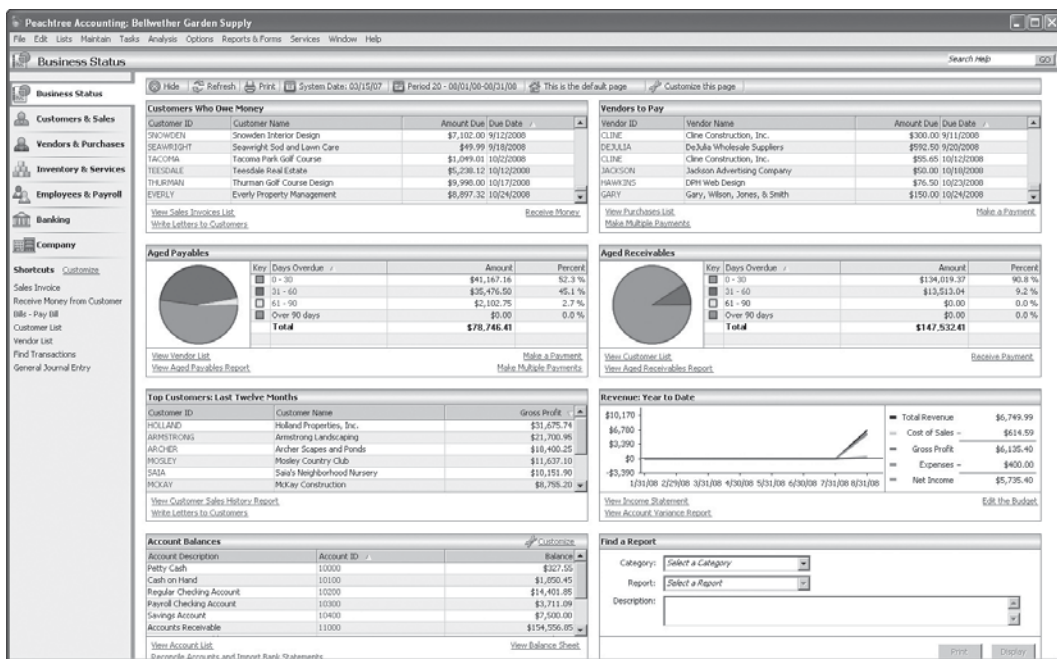 Peachtree Accounting: Bellwether Garden Supply
File Edit Lists Maintain Tasks Analysis Options Reports & Forms Services Window Help
Business Status
Search Help GO
Business Status
Customers & Sales
Vendors & Purchases
Inventory & Services
Employees & Payroll
Banking
Company
Shortcuts Customize
Sales Invoice
Receive Money from Customer
Bills - Pay Bill
Customer List
Vendor List
Find Transactions
General Journal Entry
Hide Refresh Print System Date: 03/15/07 Period 20 - 08/01/08-08/31/08 This is the default page Customize this page
Customers Who Owe Money
Customer ID Customer Name Amount Due Due Date
SNOWDEN Snowden Interior Design $7,102.00 9/12/2008
SEAWRIGHT Seawright Sod and Lawn Care $49.99 9/18/2008
TACOMA Tacoma Park Golf Course $1,049.01 10/2/2008
TEESDALE Teesdale Real Estate $5,238.12 10/12/2008
THURMAN Thurman Golf Course Design $9,998.00 10/17/2008
EVERLY Everly Property Management $8,897.32 10/24/2008
View Sales Invoices List Receive Money
Write Letters to Customers
Vendors to Pay
Vendor ID Vendor Name Amount Due Due Date
CLINE Cline Construction, Inc. $300.00 9/11/2008
DEJULIA DeJulia Wholesale Suppliers $592.50 9/20/2008
CLINE Cline Construction, Inc. $55.65 10/12/2008
JACKSON Jackson Advertising Company $50.00 10/18/2008
HAWKINS DPH Web Design $76.50 10/23/2008
GARY Gary, Wilson, Jones, & Smith $150.00 10/24/2008
View Purchases List Make a Payment
Make Multiple Payments
Aged Payables
Key Days Overdue Amount Percent
0 - 30 $41,167.16 52.3 %
31 - 60 $35,476.50 45.1 %
61 - 90 $2,102.75 2.7 %
Over 90 days $0.00 0.0 %
Total $78,746.41
View Vendor List Make a Payment
View Aged Payables Report Make Multiple Payments
Aged Receivables
Key Days Overdue Amount Percent
0 - 30 $134,019.37 90.8 %
31 - 60 $13,513.04 9.2 %
61 - 90 $0.00 0.0 %
Over 90 days $0.00 0.0 %
Total $147,532.41
View Customer List Receive Payment
View Aged Receivables Report
Top Customers: Last Twelve Months
Customer ID Customer Name Gross Profit
HOLLAND Holland Properties, Inc. $31,675.74
ARMSTRONG Armstrong Landscaping $21,700.95
ARCHER Archer Scapes and Ponds $18,400.25
MOSLEY Mosley Country Club $11,637.10
SAIA Saia's Neighborhood Nursery $10,151.90
MCKAY McKay Construction $8,755.20
View Customer Sales History Report
Write Letters to Customers
Revenue: Year to Date
$10,170
$6,780
$3,390
$0
-$3,390
1/31/08 2/29/08 3/31/08 4/30/08 5/31/08 6/30/08 7/31/08 8/31/08
Total Revenue $6,749.99
Cost of Sales - $614.59
Gross Profit $6,135.40
Expenses - $400.00
Net Income $5,735.40
View Income Statement Edit the Budget
View Account Variance Report
Account Balances Customize
Account Description Account ID Balance
Petty Cash 10000 $327.55
Cash on Hand 10100 $1,850.45
Regular Checking Account 10200 $14,401.85
Payroll Checking Account 10300 $3,711.09
Savings Account 10400 $7,500.00
Accounts Receivable 11000 $154,556.05
View Account List View Balance Sheet
Reconcile Accounts and Import Bank Statements
Find a Report
Category: Select a Category
Report: Select a Report
Description:
Print Display